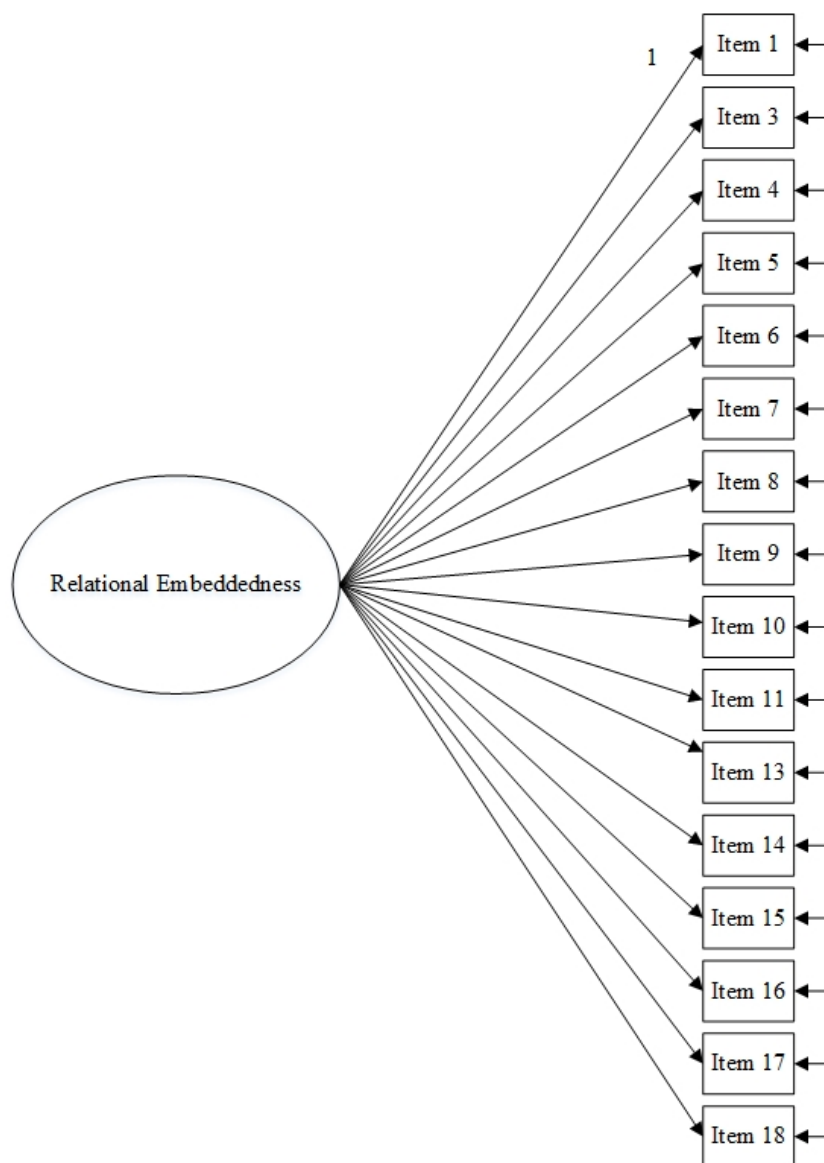 1
Item 1
Item 3
Item 4
Item 5
Item 6
Item 7
Item 8
Item 9
Relational Embeddedness
Item 10
Item 11
Item 13
Item 14
Item 15
Item 16
Item 17
Item 18